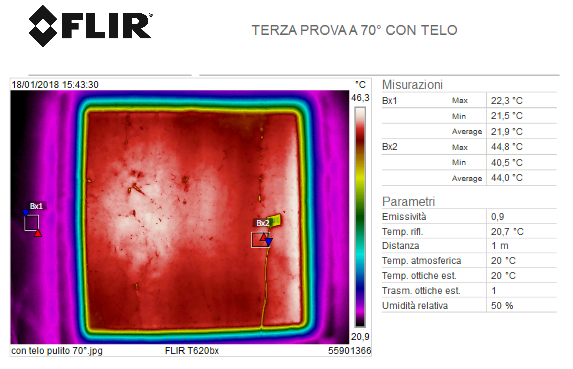 FLIR
TERZA PROVA A 70° CON TELO
18/01/2018 15:43:30
°C
46,3
Bx1
Bx2
20,9
con telo pulito 70°.jpg FLIR T620bx 55901366
Misurazioni
Bx1 Max 22,3 °C
Min 21,5 °C
Average 21,9 °C
Bx2 Max 44,8 °C
Min 40,5 °C
Average 44,0 °C
Parametri
Emissività 0,9
Temp. rifl. 20,7 °C
Distanza 1 m
Temp. atmosferica 20 °C
Temp. ottiche est. 20 °C
Trasm. ottiche est. 1
Umidità relativa 50 %